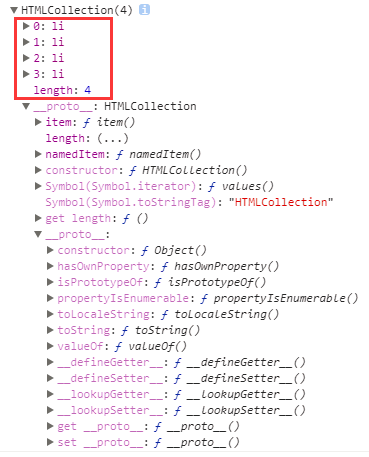 HTMLCollection(4) i
0: li
1: li
2: li
3: li
length: 4
__proto__: HTMLCollection
item: ƒ item()
length: (...)
namedItem: ƒ namedItem()
constructor: ƒ HTMLCollection()
Symbol(Symbol.iterator): ƒ values()
Symbol(Symbol.toStringTag): "HTMLCollection"
get length: ƒ ()
__proto__:
constructor: ƒ Object()
hasOwnProperty: ƒ hasOwnProperty()
isPrototypeOf: ƒ isPrototypeOf()
propertyIsEnumerable: ƒ propertyIsEnumerable()
toLocaleString: ƒ toLocaleString()
toString: ƒ toString()
valueOf: ƒ valueOf()
__defineGetter__: ƒ __defineGetter__()
__defineSetter__: ƒ __defineSetter__()
__lookupGetter__: ƒ __lookupGetter__()
__lookupSetter__: ƒ __lookupSetter__()
get __proto__: ƒ __proto__()
set __proto__: ƒ __proto__()